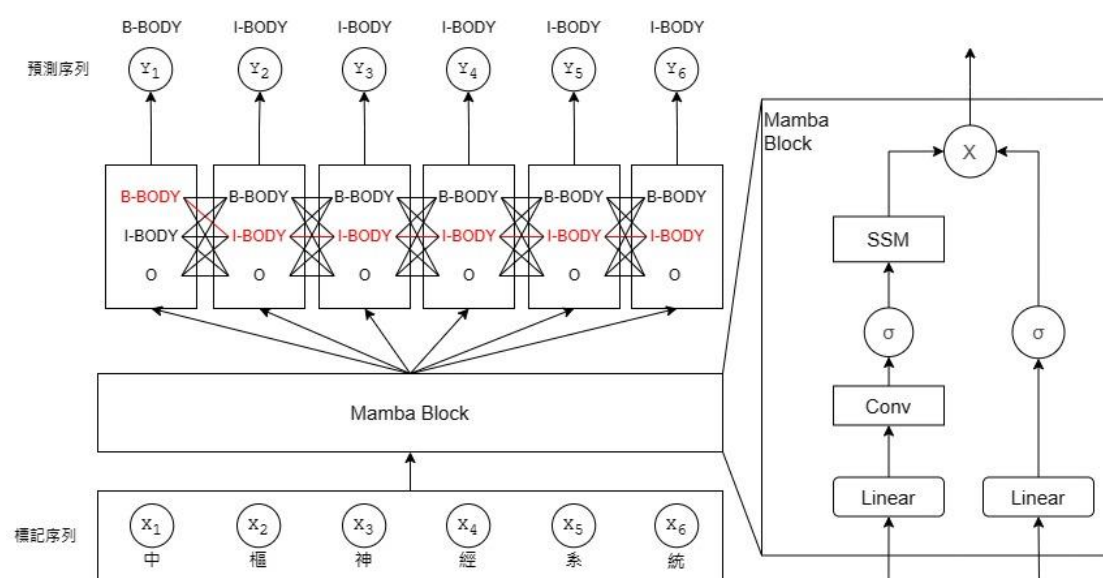 B-BODY I-BODY I-BODY I-BODY I-BODY I-BODY
預測序列 Y1 Y2 Y3 Y4 Y5 Y6
B-BODY B-BODY B-BODY B-BODY B-BODY B-BODY
I-BODY I-BODY I-BODY I-BODY I-BODY I-BODY
O O O O O O
Mamba Block
標記序列 X1 X2 X3 X4 X5 X6
中 樞 神 經 系 統
Mamba
Block
X
SSM
σ σ
Conv
Linear Linear